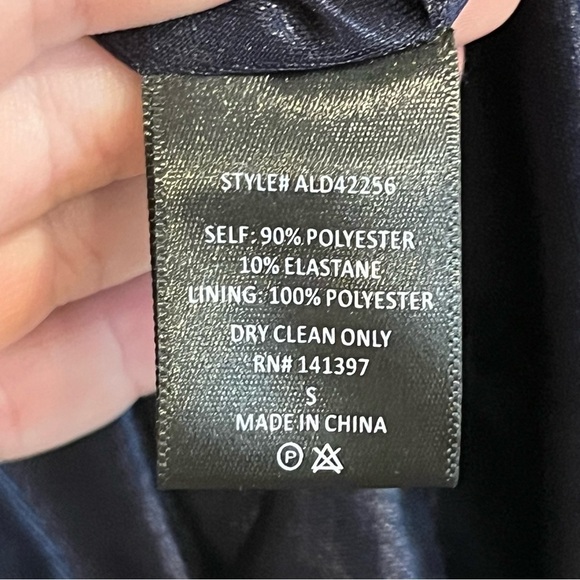 STYLE# ALD42256
SELF: 90% POLYESTER
10% ELASTANE
LINING: 100% POLYESTER
DRY CLEAN ONLY
RN# 141397
S
MADE IN CHINA
P